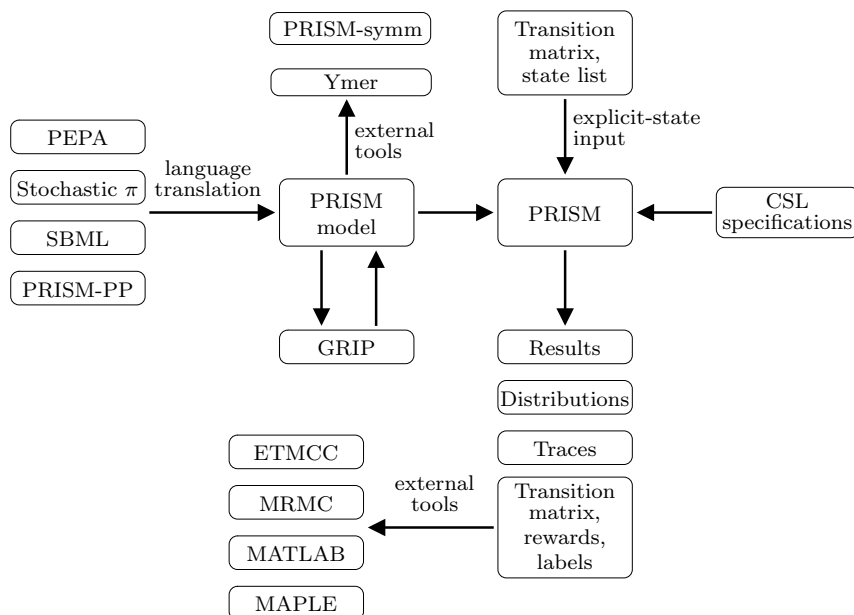 PRISM-symm
Ymer
Transition
matrix,
state list
external
tools
explicit-state
input
PEPA
Stochastic π
SBML
PRISM-PP
language
translation
PRISM
model
PRISM
CSL
specifications
GRIP
Results
Distributions
Traces
Transition
matrix,
rewards,
labels
external
tools
ETMCC
MRMC
MATLAB
MAPLE